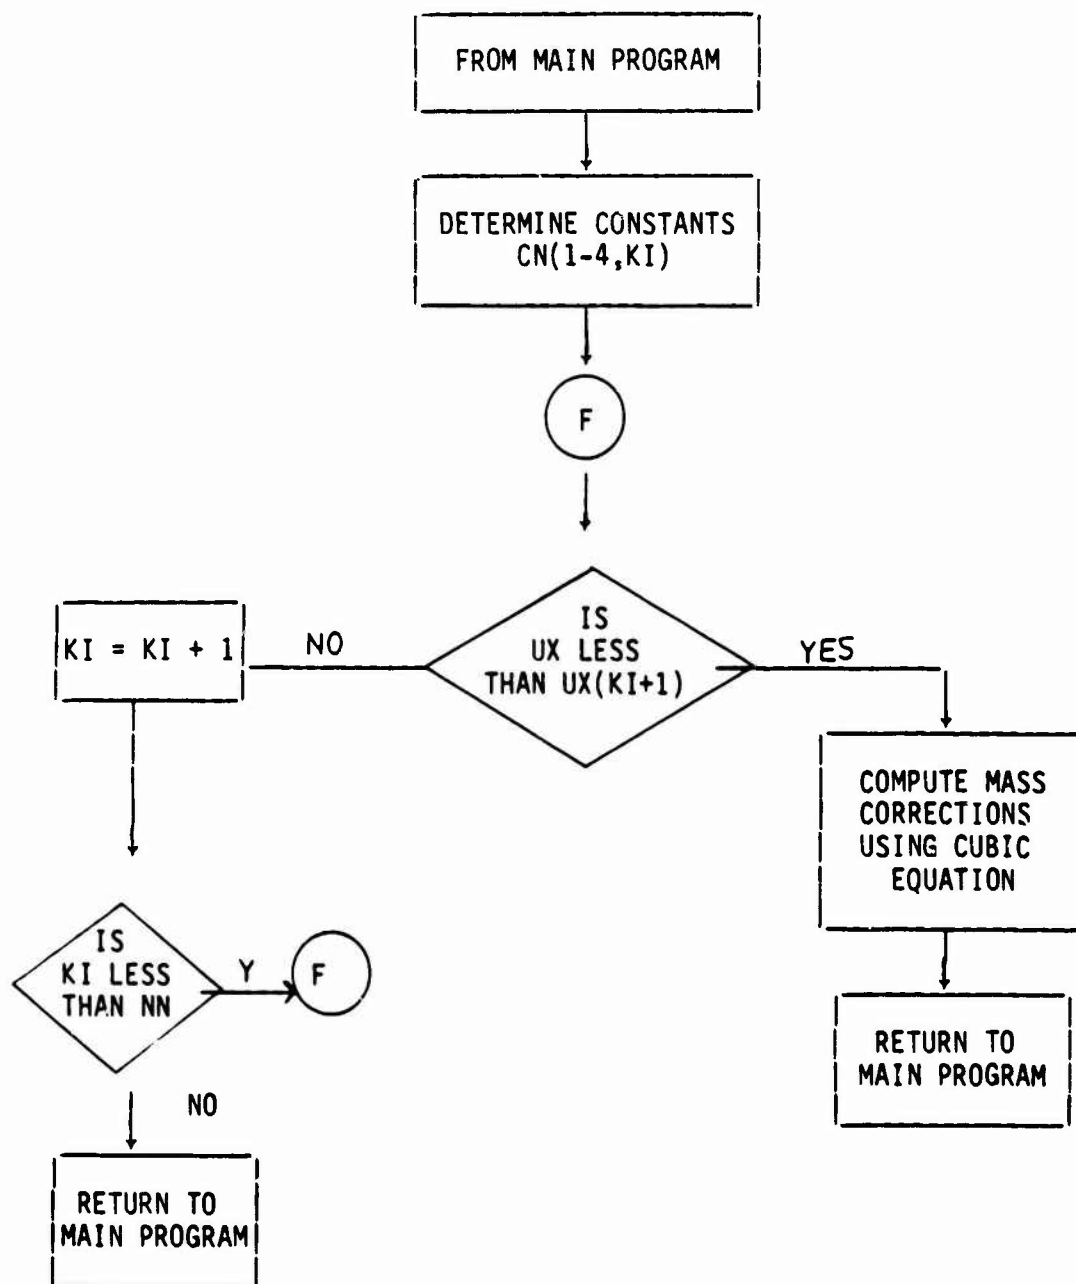 FROM MAIN PROGRAM
DETERMINE CONSTANTS
CN(1-4,KI)
F
IS
UX LESS
THAN UX(KI+1)
NO
YES
KI = KI + 1
COMPUTE MASS
CORRECTIONS
USING CUBIC
EQUATION
IS
KI LESS
THAN NN
Y
F
NO
RETURN TO
MAIN PROGRAM
RETURN TO
MAIN PROGRAM